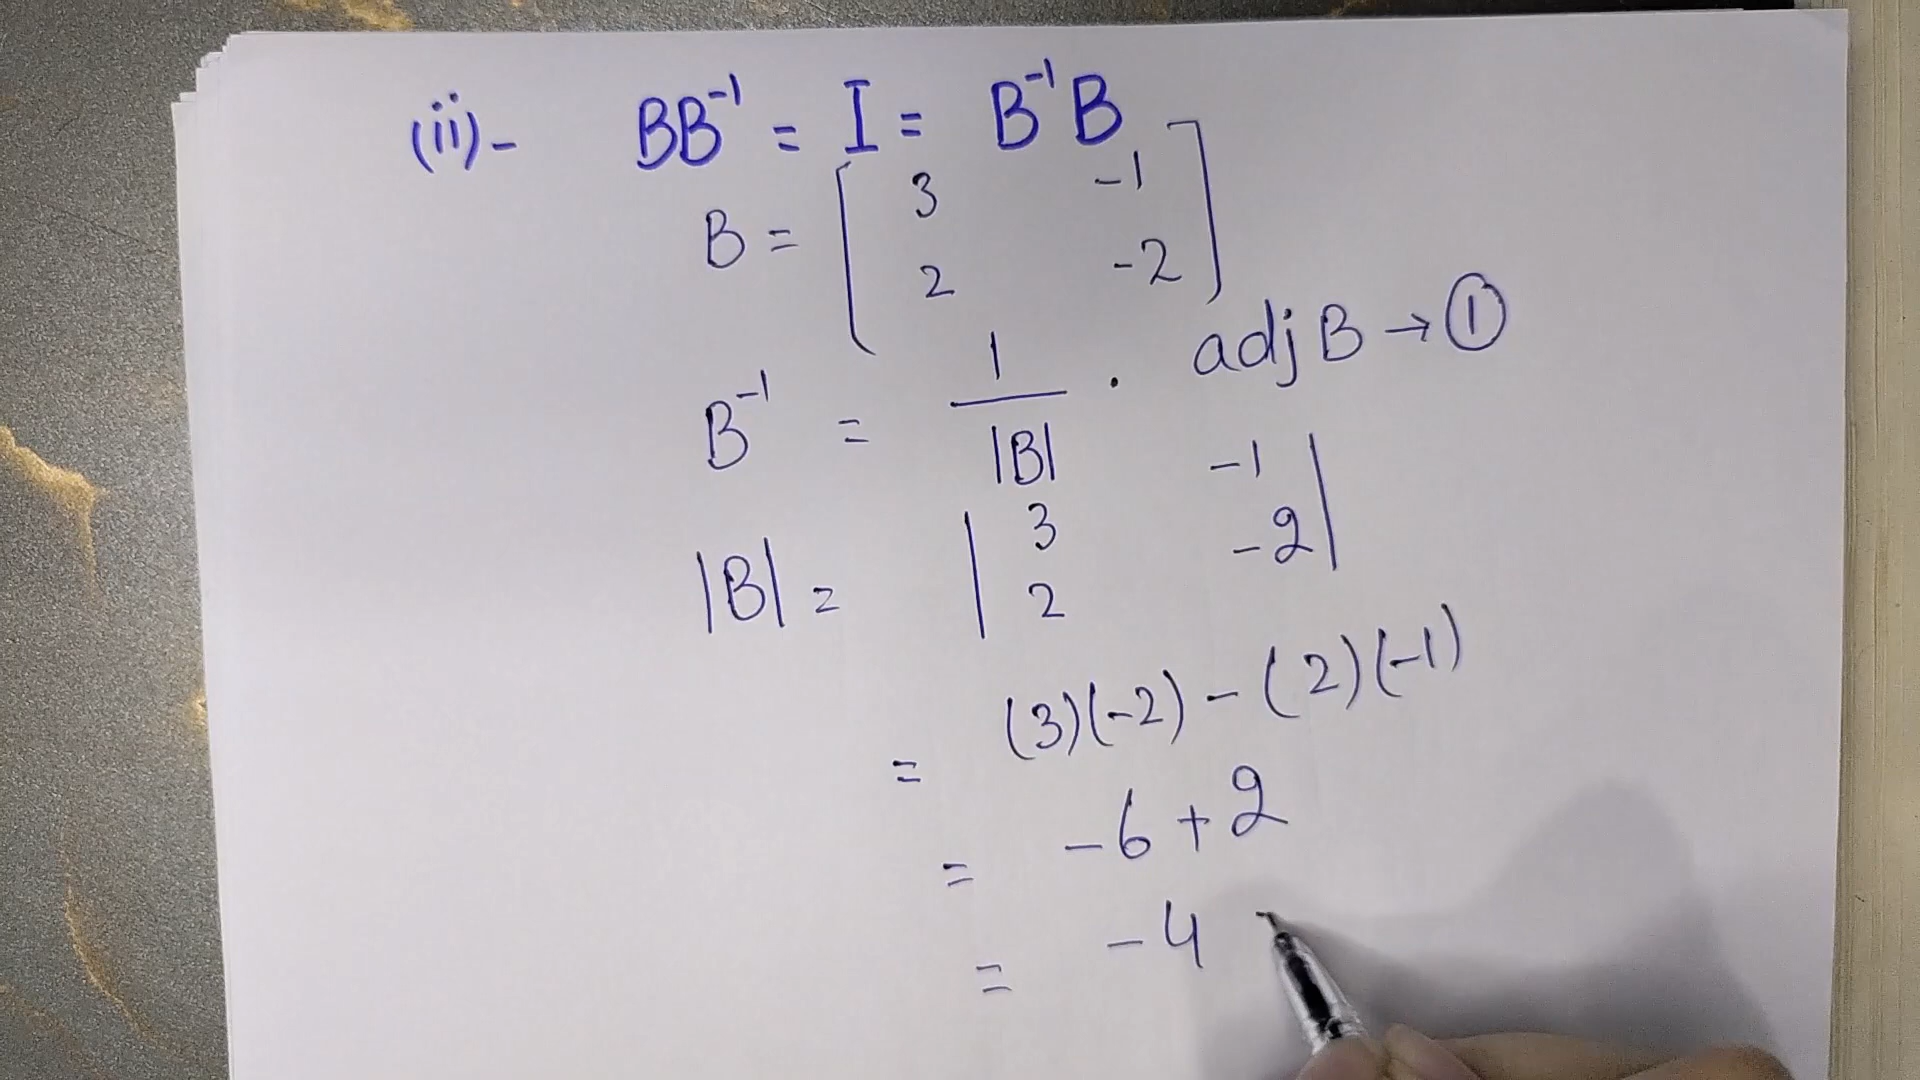 (ii)- BB⁻¹ = I = B⁻¹B
B = [ 3 -1
2 -2 ]
B⁻¹ = 1/|B| . adj B → ①
|B| = | 3 -1
2 -2 |
= (3)(-2) - (2)(-1)
= -6 + 2
= -4